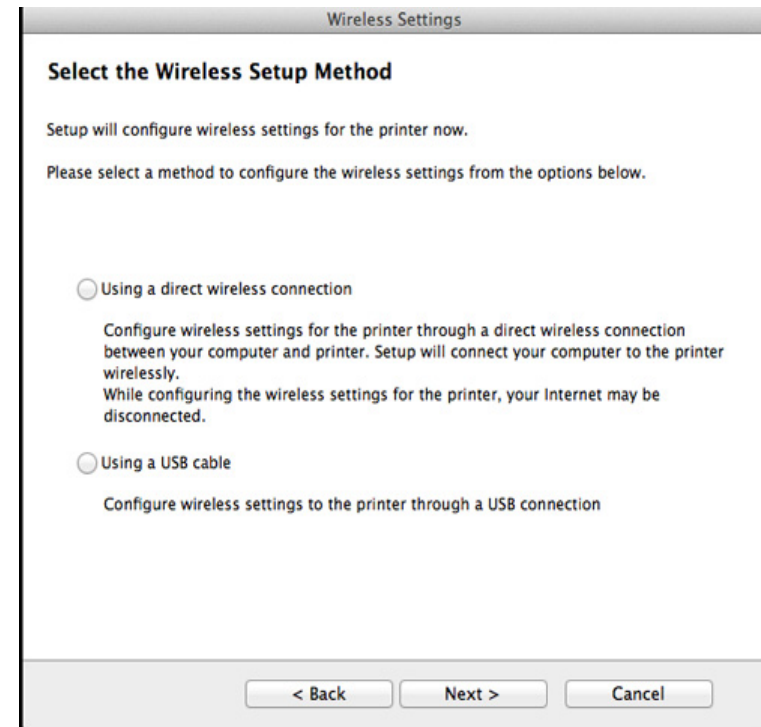 Wireless Settings
Select the Wireless Setup Method
Setup will configure wireless settings for the printer now.
Please select a method to configure the wireless settings from the options below.
Using a direct wireless connection
Configure wireless settings for the printer through a direct wireless connection
between your computer and printer. Setup will connect your computer to the printer
wirelessly.
While configuring the wireless settings for the printer, your Internet may be
disconnected.
Using a USB cable
Configure wireless settings to the printer through a USB connection
< Back Next > Cancel